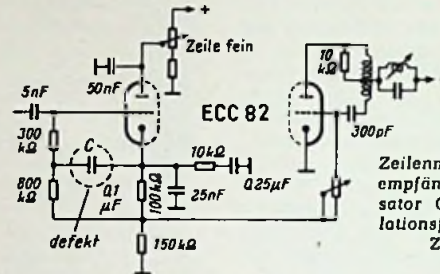 +
Zeile fein
50nF
5nF
ECC 82
10 kΩ
300pF
300 kΩ
C
10kΩ
800 kΩ
0,1 µF
100kΩ
25nF
0,25µF
defekt
150kΩ
Zeilenn
empfän
sator C
lations
Z